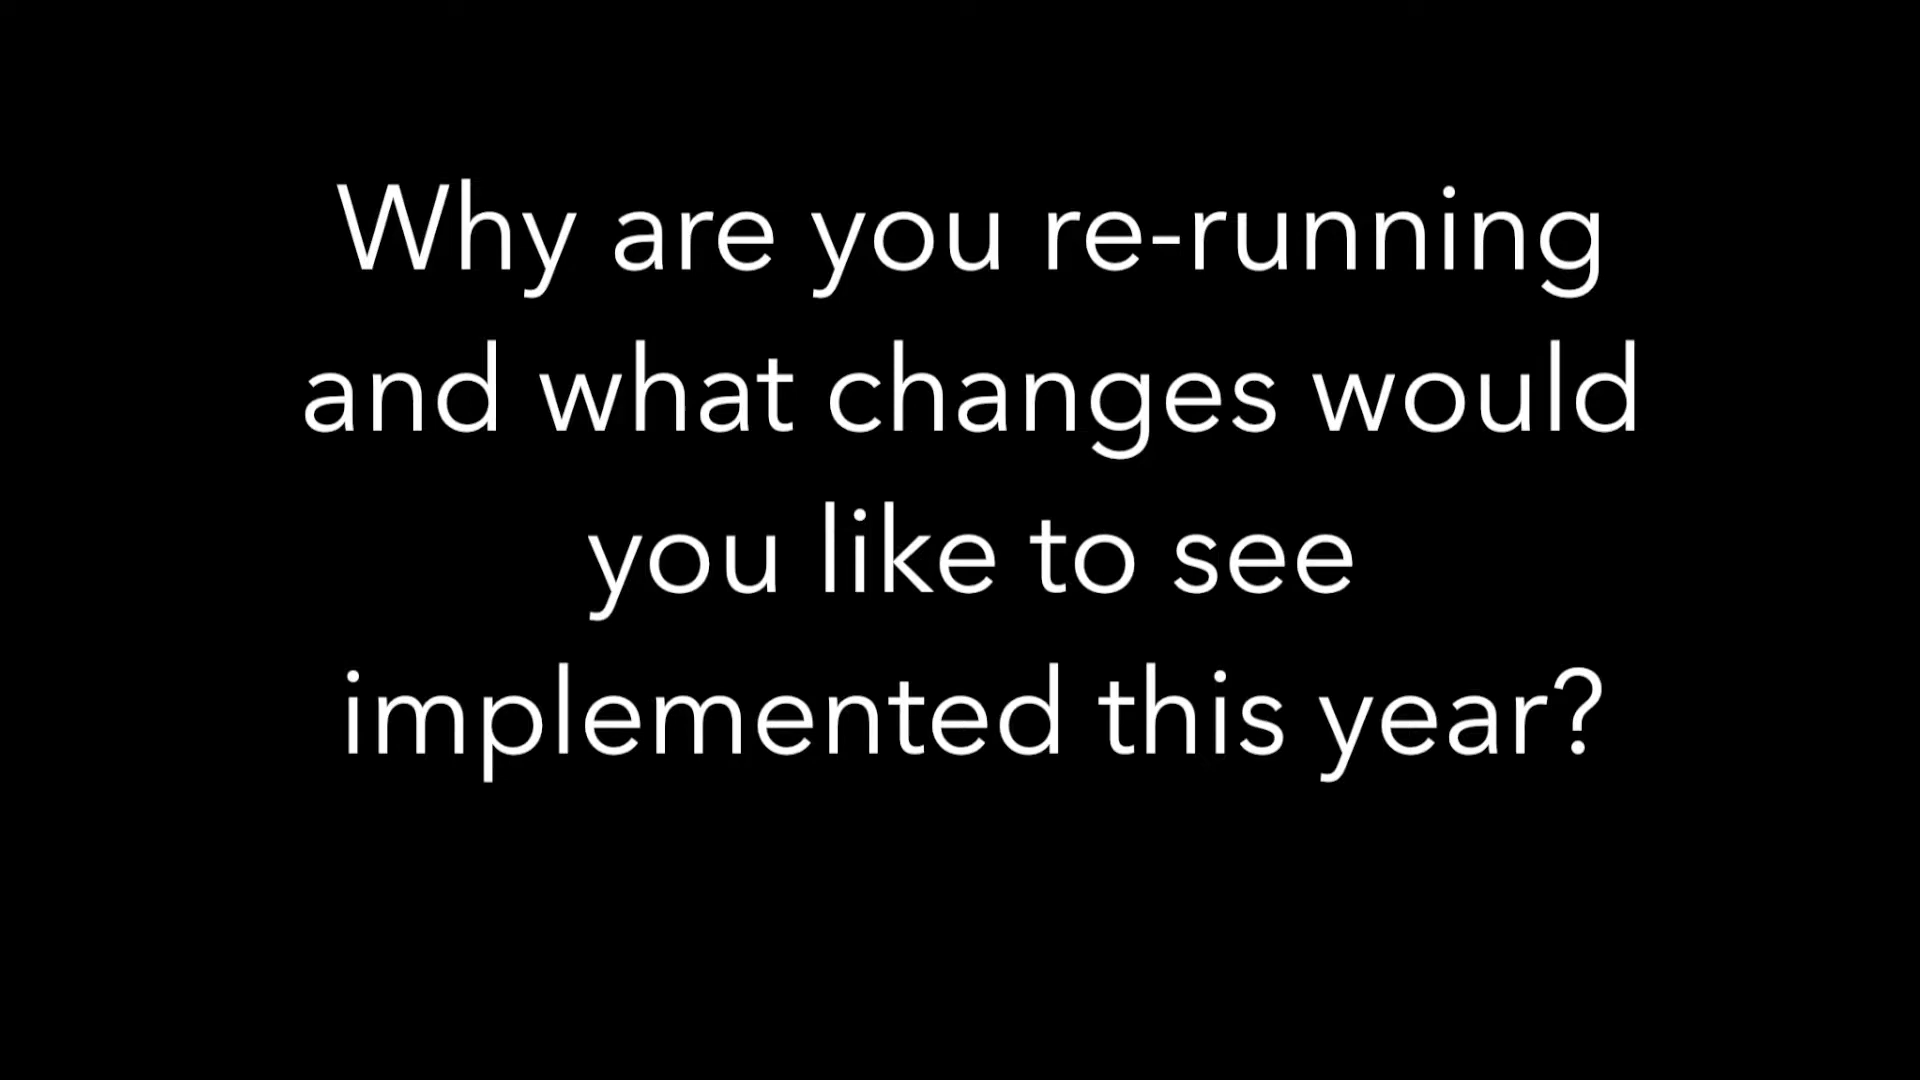 Why are you re-running
and what changes would
you like to see
implemented this year?